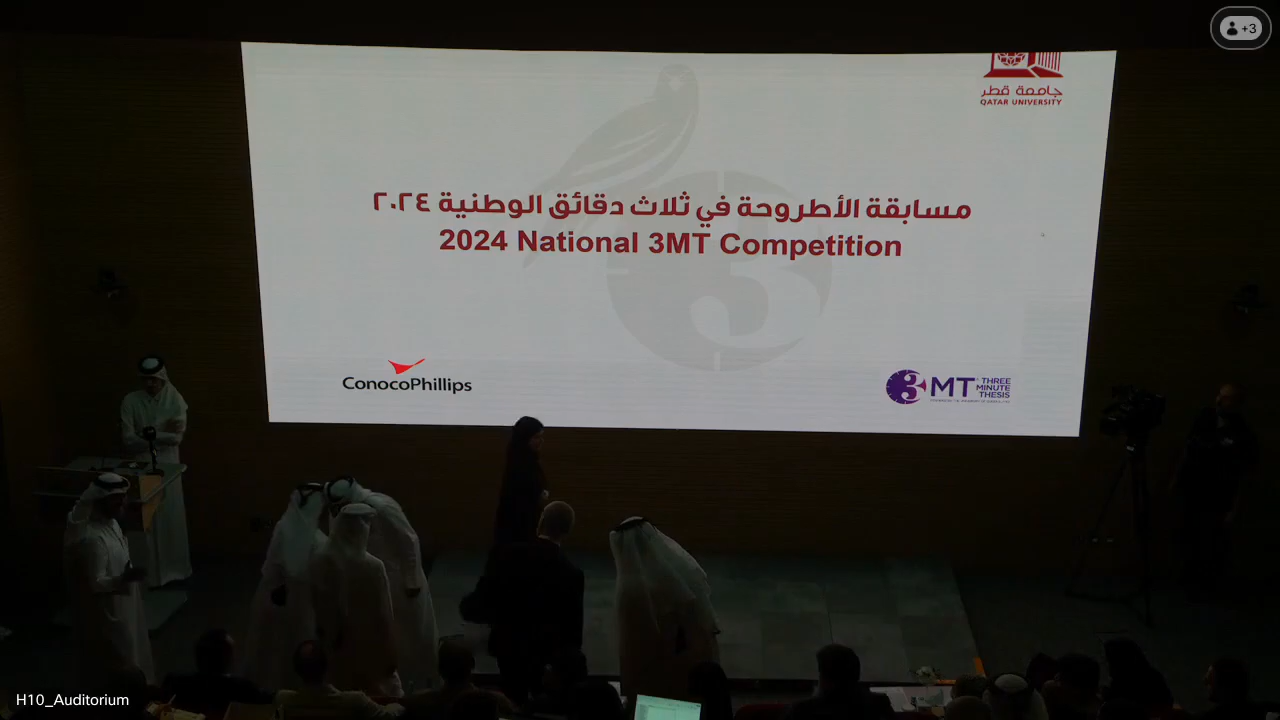 +3
جامعة قطر
QATAR UNIVERSITY
مسابقة الأطروحة في ثلاث دقائق الوطنية ٢٠٢٤
2024 National 3MT Competition
ConocoPhillips
3MT THREE
MINUTE
THESIS
H10_Auditorium